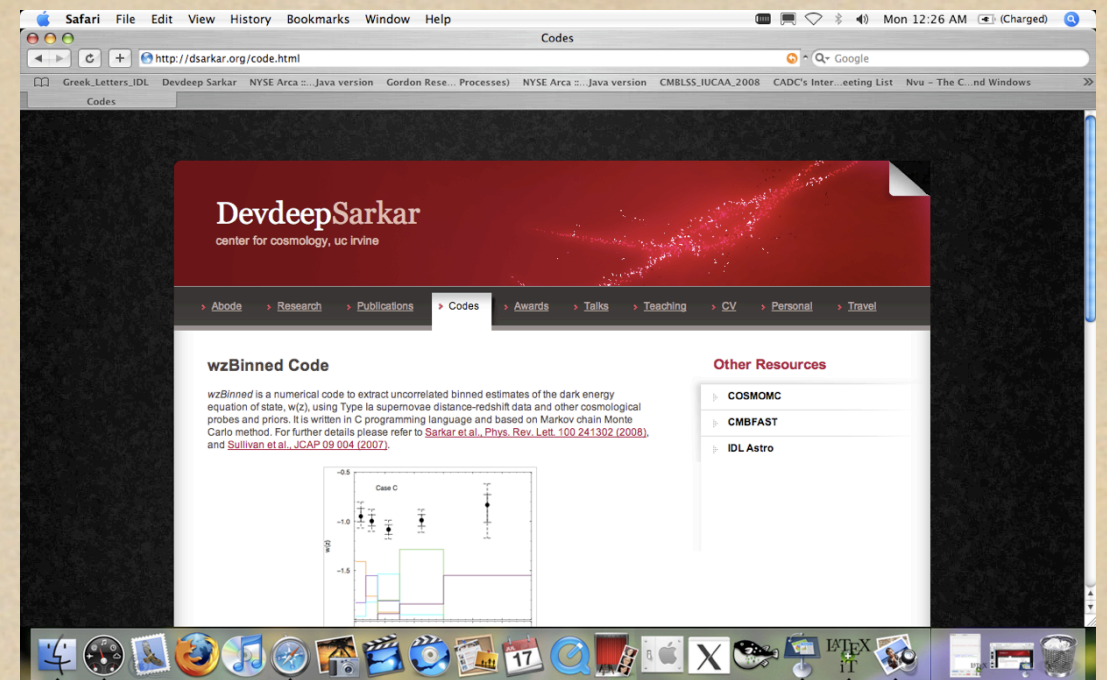 Safari File Edit View History Bookmarks Window Help Mon 12:26 AM (Charged)
Codes
http://dsarkar.org/code.html Google
Greek_Letters_IDL Devdeep Sarkar NYSE Arca ::...Java version Gordon Rese... Processes) NYSE Arca ::...Java version CMBLSS_IUCAA_2008 CADC's Inter...eeting List Nvu – The C...nd Windows »
Codes
DevdeepSarkar
center for cosmology, uc irvine
Abode Research Publications Codes Awards Talks Teaching CV Personal Travel
wzBinned Code
wzBinned is a numerical code to extract uncorrelated binned estimates of the dark energy
equation of state, w(z), using Type Ia supernovae distance-redshift data and other cosmological
probes and priors. It is written in C programming language and based on Markov chain Monte
Carlo method. For further details please refer to Sarkar et al., Phys. Rev. Lett. 100 241302 (2008),
and Sullivan et al., JCAP 09 004 (2007).
Other Resources
COSMOMC
CMBFAST
IDL Astro
-0.5
Case C
-1.0
w(z)
-1.5
JUL
17
X
LATEX
iT